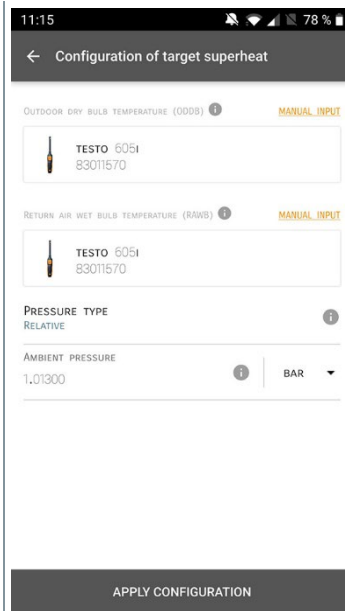 11:15 78 %
Configuration of target superheat
OUTDOOR DRY BULB TEMPERATURE (ODDB) i MANUAL INPUT
TESTO 605I
83011570
RETURN AIR WET BULB TEMPERATURE (RAWB) i MANUAL INPUT
TESTO 605I
83011570
PRESSURE TYPE i
RELATIVE
AMBIENT PRESSURE
1.01300 i BAR
APPLY CONFIGURATION